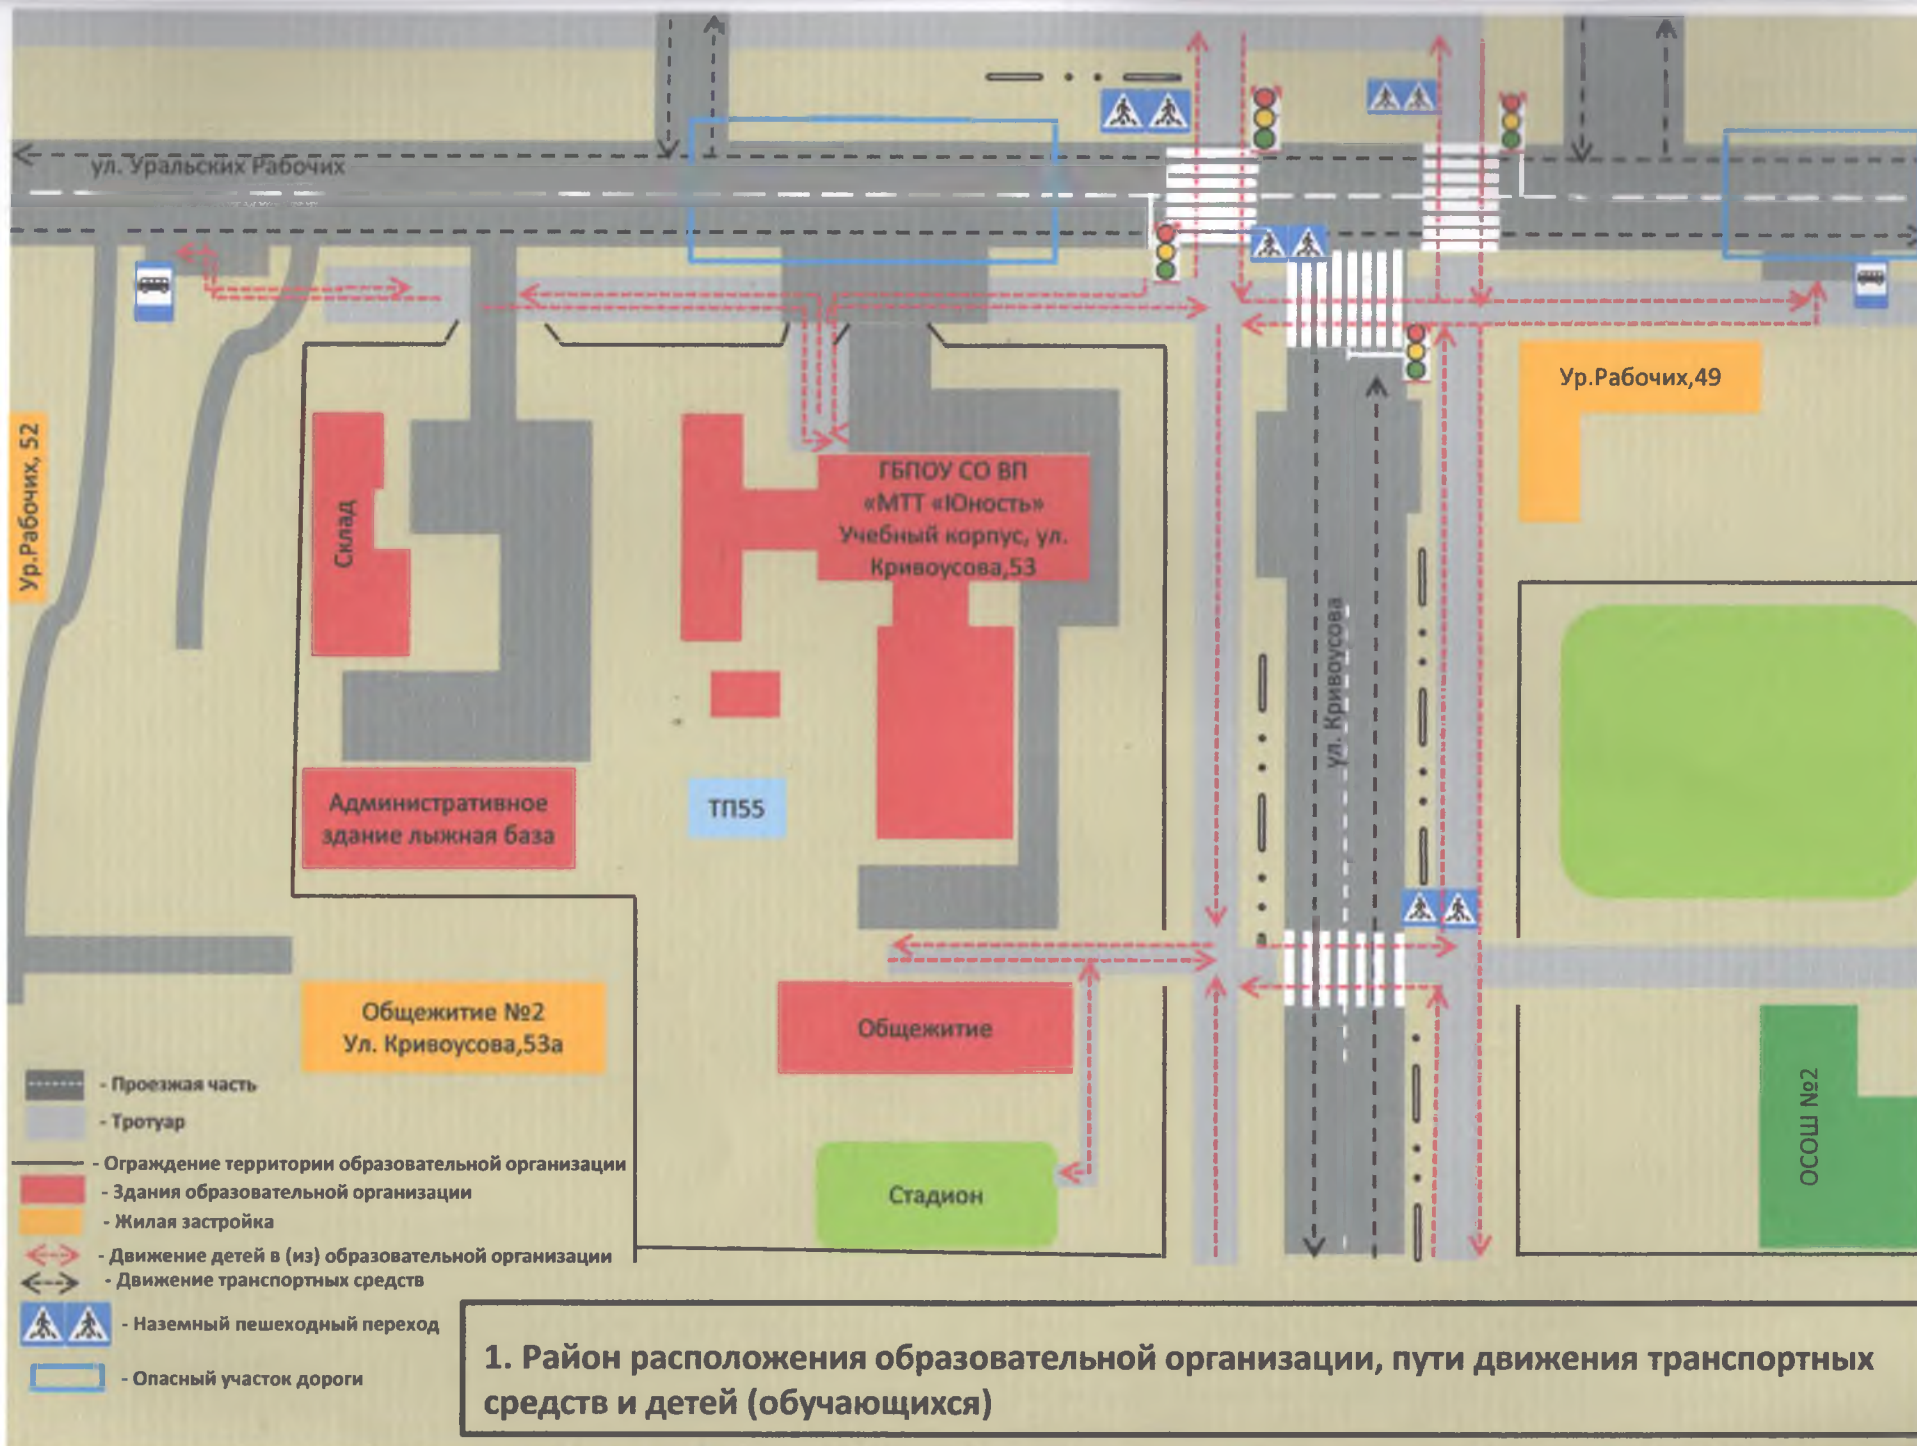 ул. Уральских Рабочих
Ур.Рабочих,49
Ур.Рабочих, 52
Склад
ГБПОУ СО ВП
«МТТ «Юность»
Учебный корпус, ул.
Кривоусова,53
ул. Кривоусова
Административное
здание лыжная база
ТП55
Общежитие №2
Ул. Кривоусова,53а
Общежитие
Стадион
ОСОШ №2
- Проезжая часть
- Тротуар
- Ограждение территории образовательной организации
- Здания образовательной организации
- Жилая застройка
- Движение детей в (из) образовательной организации
- Движение транспортных средств
- Наземный пешеходный переход
- Опасный участок дороги
1. Район расположения образовательной организации, пути движения транспортных
средств и детей (обучающихся)